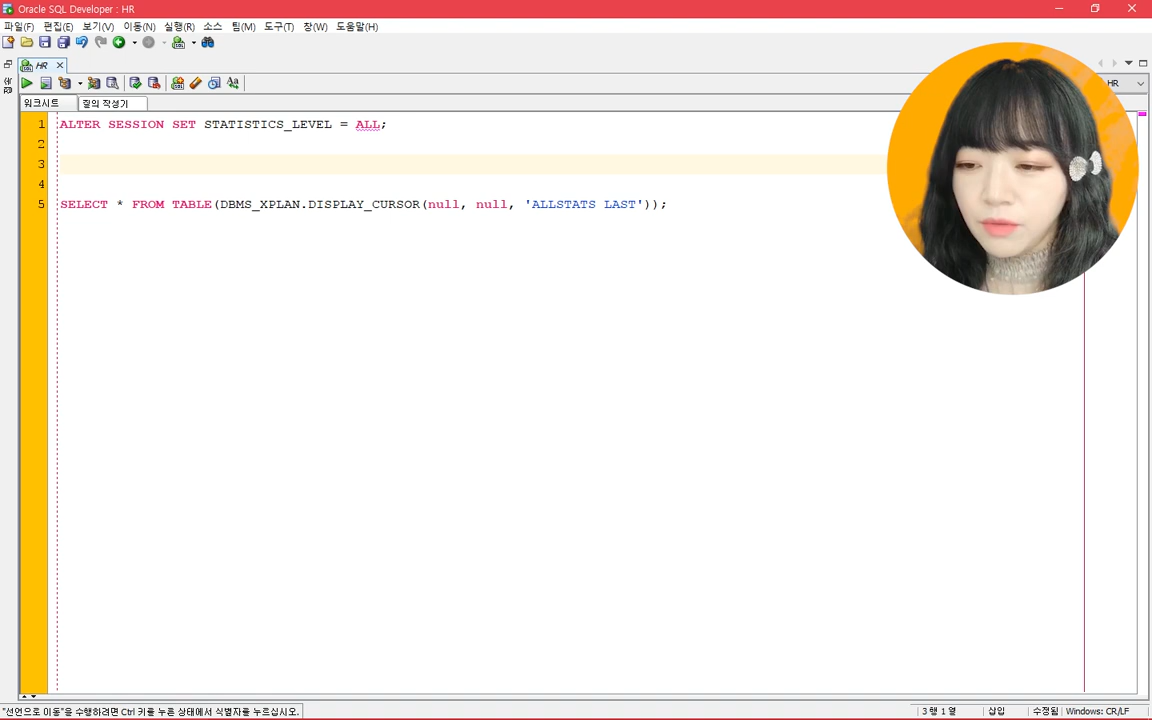 Oracle SQL Developer : HR
파일(F) 편집(E) 보기(V) 이동(N) 실행(R) 소스 팀(M) 도구(T) 창(W) 도움말(H)
HR
HR
워크시트 질의 작성기
1 ALTER SESSION SET STATISTICS_LEVEL = ALL;
2
3
4
5 SELECT * FROM TABLE(DBMS_XPLAN.DISPLAY_CURSOR(null, null, 'ALLSTATS LAST'));
"선언으로 이동"을 수행하려면 Ctrl 키를 누른 상태에서 식별자를 누르십시오. 3 행 1 열 삽입 수정됨 Windows: CR/LF